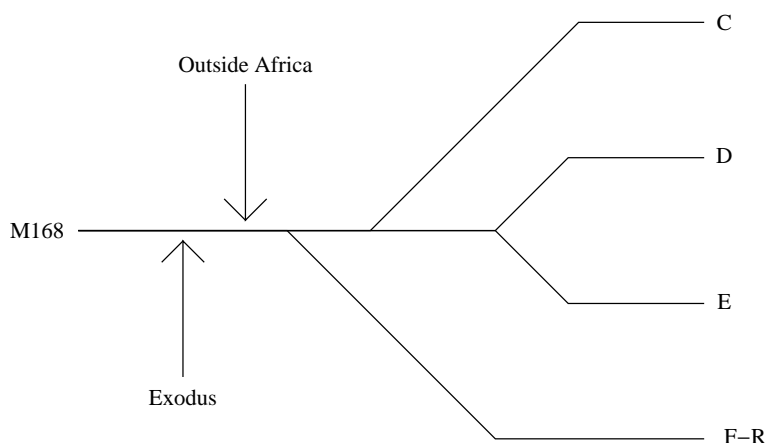 C
Outside Africa
D
M168
E
Exodus
F−R